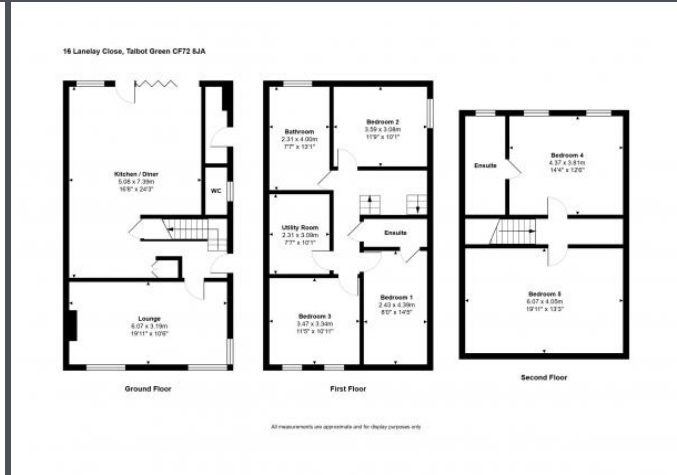 16 Lanelay Close, Talbot Green CF72 8JA
Kitchen / Diner
5.08 x 7.39m
16'8" x 24'3"
WC
Lounge
6.07 x 3.19m
19'11" x 10'6"
Ground Floor
Bathroom
2.31 x 4.00m
7'7" x 13'1"
Bedroom 2
3.59 x 3.08m
11'9" x 10'1"
Utility Room
2.31 x 3.09m
7'7" x 10'1"
Ensuite
Bedroom 3
3.47 x 3.34m
11'5" x 10'11"
Bedroom 1
2.43 x 4.39m
8'0" x 14'5"
First Floor
Ensuite
Bedroom 4
4.37 x 3.81m
14'4" x 12'6"
Bedroom 5
6.07 x 4.05m
19'11" x 13'3"
Second Floor
All measurements are approximate and for display purposes only